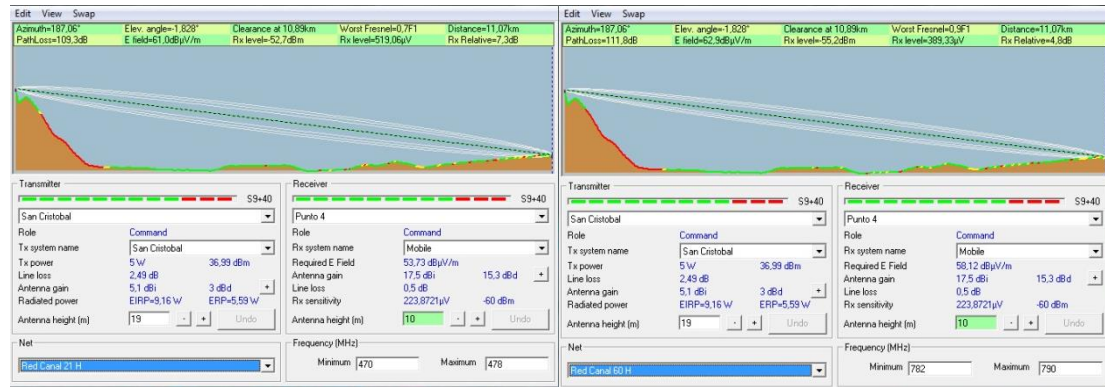 Edit View Swap
Azimuth=187,06° Elev. angle=-1,828° Clearance at 10,89km Worst Fresnel=0,7F1 Distance=11,07km
PathLoss=109,3dB E field=61,0dBµV/m Rx level=-52,7dBm Rx level=519,06µV Rx Relative=7,3dB
Transmitter
S9+40
San Cristobal
Role Command
Tx system name San Cristobal
Tx power 5 W 36,99 dBm
Line loss 2,49 dB
Antenna gain 5,1 dBi 3 dBd +
Radiated power EIRP=9,16 W ERP=5,59 W
Antenna height (m) 19 - + Undo
Net
Red Canal 21 H
Receiver
S9+40
Punto 4
Role Command
Rx system name Mobile
Required E Field 53,73 dBµV/m
Antenna gain 17,5 dBi 15,3 dBd +
Line loss 0,5 dB
Rx sensitivity 223,8721µV -60 dBm
Antenna height (m) 10 - + Undo
Frequency (MHz)
Minimum 470 Maximum 478
Edit View Swap
Azimuth=187,06° Elev. angle=-1,828° Clearance at 10,89km Worst Fresnel=0,9F1 Distance=11,07km
PathLoss=111,8dB E field=62,9dBµV/m Rx level=-55,2dBm Rx level=389,33µV Rx Relative=4,8dB
Transmitter
S9+40
San Cristobal
Role Command
Tx system name San Cristobal
Tx power 5 W 36,99 dBm
Line loss 2,49 dB
Antenna gain 5,1 dBi 3 dBd +
Radiated power EIRP=9,16 W ERP=5,59 W
Antenna height (m) 19 - + Undo
Net
Red Canal 60 H
Receiver
S9+40
Punto 4
Role Command
Rx system name Mobile
Required E Field 58,12 dBµV/m
Antenna gain 17,5 dBi 15,3 dBd +
Line loss 0,5 dB
Rx sensitivity 223,8721µV -60 dBm
Antenna height (m) 10 - + Undo
Frequency (MHz)
Minimum 782 Maximum 790